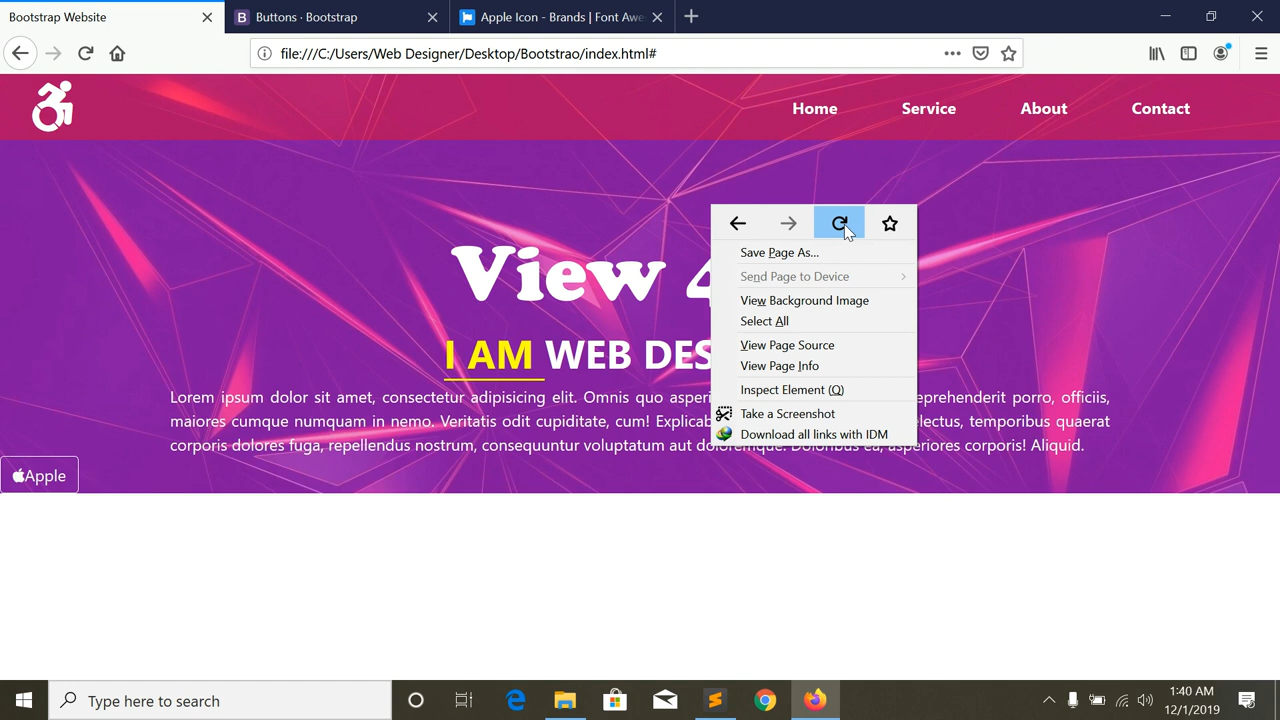 Bootstrap Website
Buttons · Bootstrap
Apple Icon - Brands | Font Awe
file:///C:/Users/Web Designer/Desktop/Bootstrao/index.html#
Home Service About Contact
View 4
I AM WEB DES
Lorem ipsum dolor sit amet, consectetur adipisicing elit. Omnis quo asperi eprehenderit porro, officiis,
maiores cumque numquam in nemo. Veritatis odit cupiditate, cum! Explicab electus, temporibus quaerat
corporis dolores fuga, repellendus nostrum, consequuntur voluptatum aut doloremque. Doloribus ea, asperiores corporis! Aliquid.
Apple
Save Page As...
Send Page to Device
View Background Image
Select All
View Page Source
View Page Info
Inspect Element (Q)
Take a Screenshot
Download all links with IDM
Type here to search
1:40 AM
12/1/2019